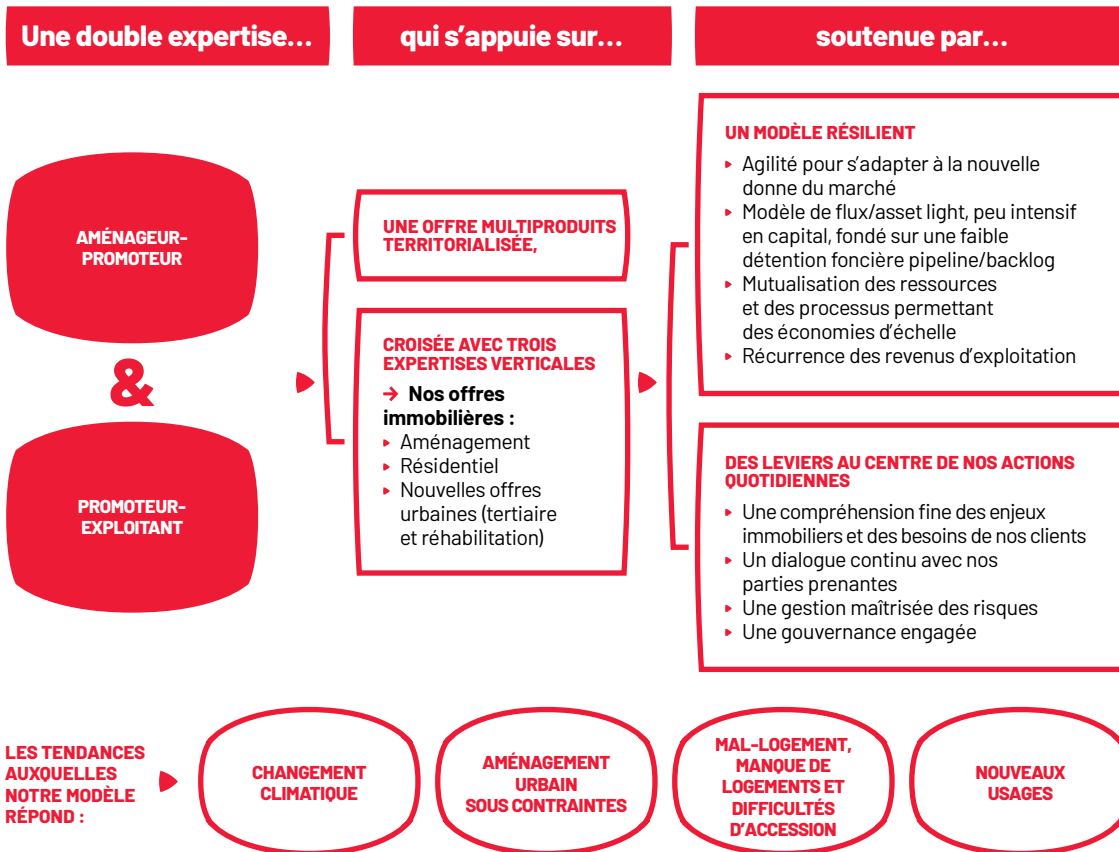 Une double expertise…
qui s’appuie sur…
soutenue par…
AMÉNAGEUR-
PROMOTEUR
&
PROMOTEUR-
EXPLOITANT
UNE OFFRE MULTIPRODUITS
TERRITORIALISÉE,
CROISÉE AVEC TROIS
EXPERTISES VERTICALES
→ Nos offres
immobilières :
▸ Aménagement
▸ Résidentiel
▸ Nouvelles offres
urbaines (tertiaire
et réhabilitation)
UN MODÈLE RÉSILIENT
▸ Agilité pour s’adapter à la nouvelle
donne du marché
▸ Modèle de flux/asset light, peu intensif
en capital, fondé sur une faible
détention foncière pipeline/backlog
▸ Mutualisation des ressources
et des processus permettant
des économies d’échelle
▸ Récurrence des revenus d’exploitation
DES LEVIERS AU CENTRE DE NOS ACTIONS
QUOTIDIENNES
▸ Une compréhension fine des enjeux
immobiliers et des besoins de nos clients
▸ Un dialogue continu avec nos
parties prenantes
▸ Une gestion maîtrisée des risques
▸ Une gouvernance engagée
LES TENDANCES
AUXQUELLES
NOTRE MODÈLE
RÉPOND :
CHANGEMENT
CLIMATIQUE
AMÉNAGEMENT
URBAIN
SOUS CONTRAINTES
MAL-LOGEMENT,
MANQUE DE
LOGEMENTS ET
DIFFICULTÉS
D’ACCESSION
NOUVEAUX
USAGES